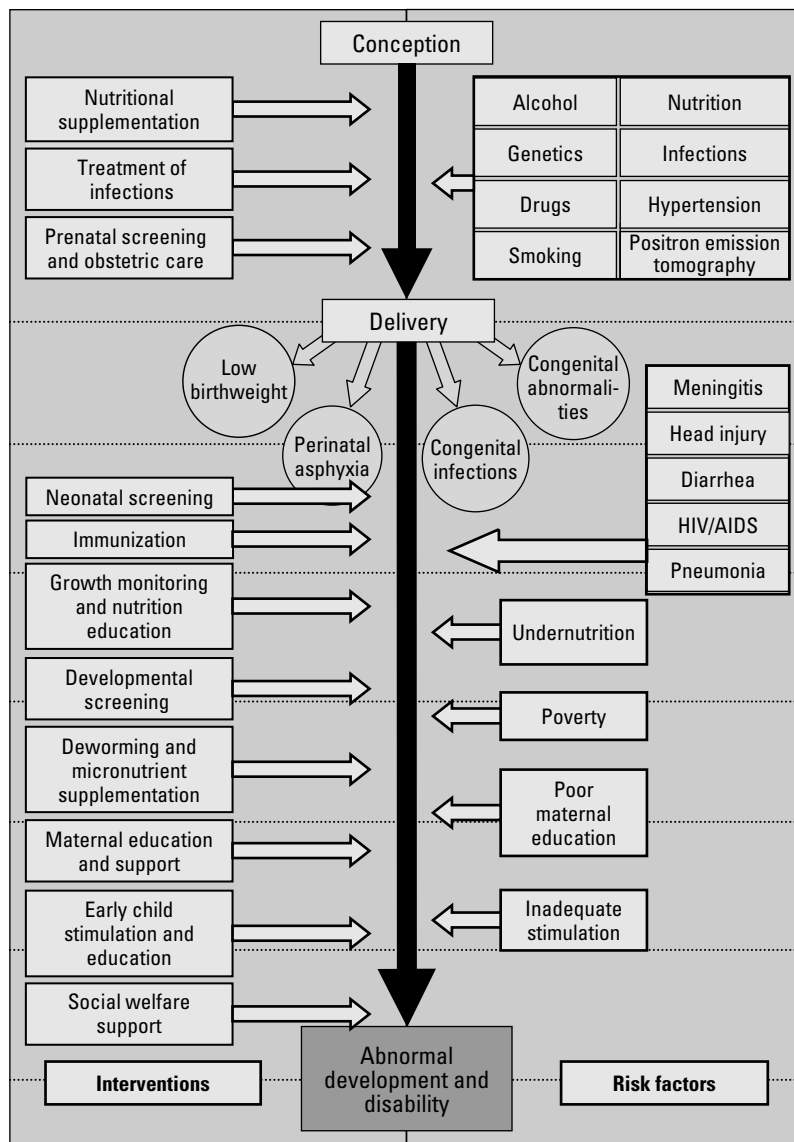 Conception
Nutritional
supplementation
Treatment of
infections
Prenatal screening
and obstetric care
Alcohol
Nutrition
Genetics
Infections
Drugs
Hypertension
Smoking
Positron emission
tomography
Delivery
Low
birthweight
Perinatal
asphyxia
Congenital
infections
Congenital
abnormali-
ties
Meningitis
Head injury
Diarrhea
HIV/AIDS
Pneumonia
Neonatal screening
Immunization
Growth monitoring
and nutrition
education
Developmental
screening
Deworming and
micronutrient
supplementation
Maternal education
and support
Early child
stimulation and
education
Social welfare
support
Undernutrition
Poverty
Poor
maternal
education
Inadequate
stimulation
Abnormal
development and
disability
Interventions
Risk factors